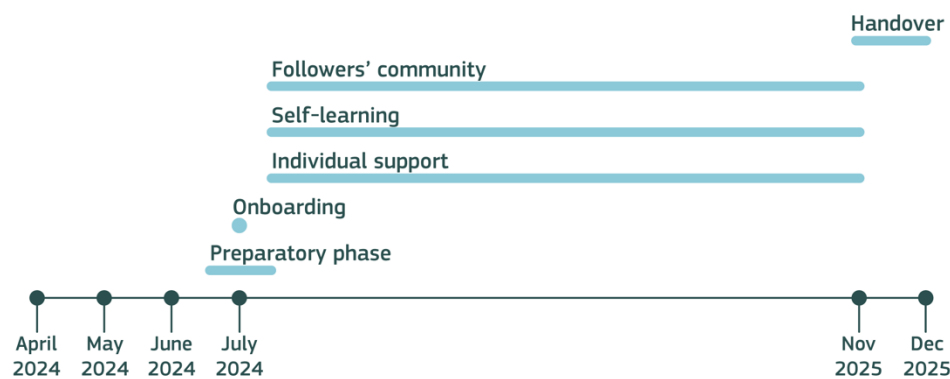 Handover
Followers’ community
Self-learning
Individual support
Onboarding
Preparatory phase
April May June July Nov Dec
2024 2024 2024 2024 2025 2025